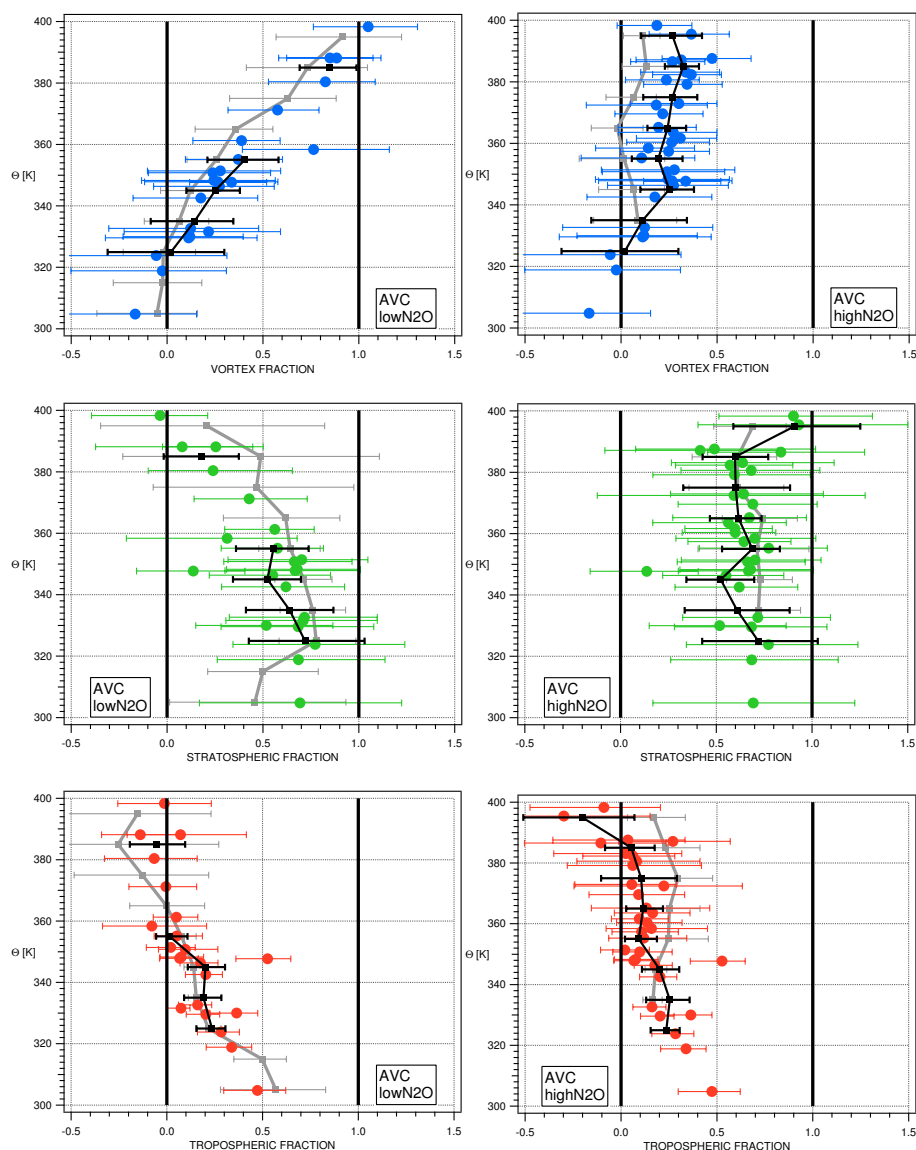 400
380
Θ [K]
360
340
320
300
-0.5 0.0 0.5 1.0 1.5
VORTEX FRACTION
AVC
lowN2O
400
380
Θ [K]
360
340
320
300
-0.5 0.0 0.5 1.0 1.5
VORTEX FRACTION
AVC
highN2O
400
380
Θ [K]
360
340
320
300
-0.5 0.0 0.5 1.0 1.5
STRATOSPHERIC FRACTION
AVC
lowN2O
400
380
Θ [K]
360
340
320
300
-0.5 0.0 0.5 1.0 1.5
STRATOSPHERIC FRACTION
AVC
highN2O
400
380
Θ [K]
360
340
320
300
-0.5 0.0 0.5 1.0 1.5
TROPOSPHERIC FRACTION
AVC
lowN2O
400
380
Θ [K]
360
340
320
300
-0.5 0.0 0.5 1.0 1.5
TROPOSPHERIC FRACTION
AVC
highN2O